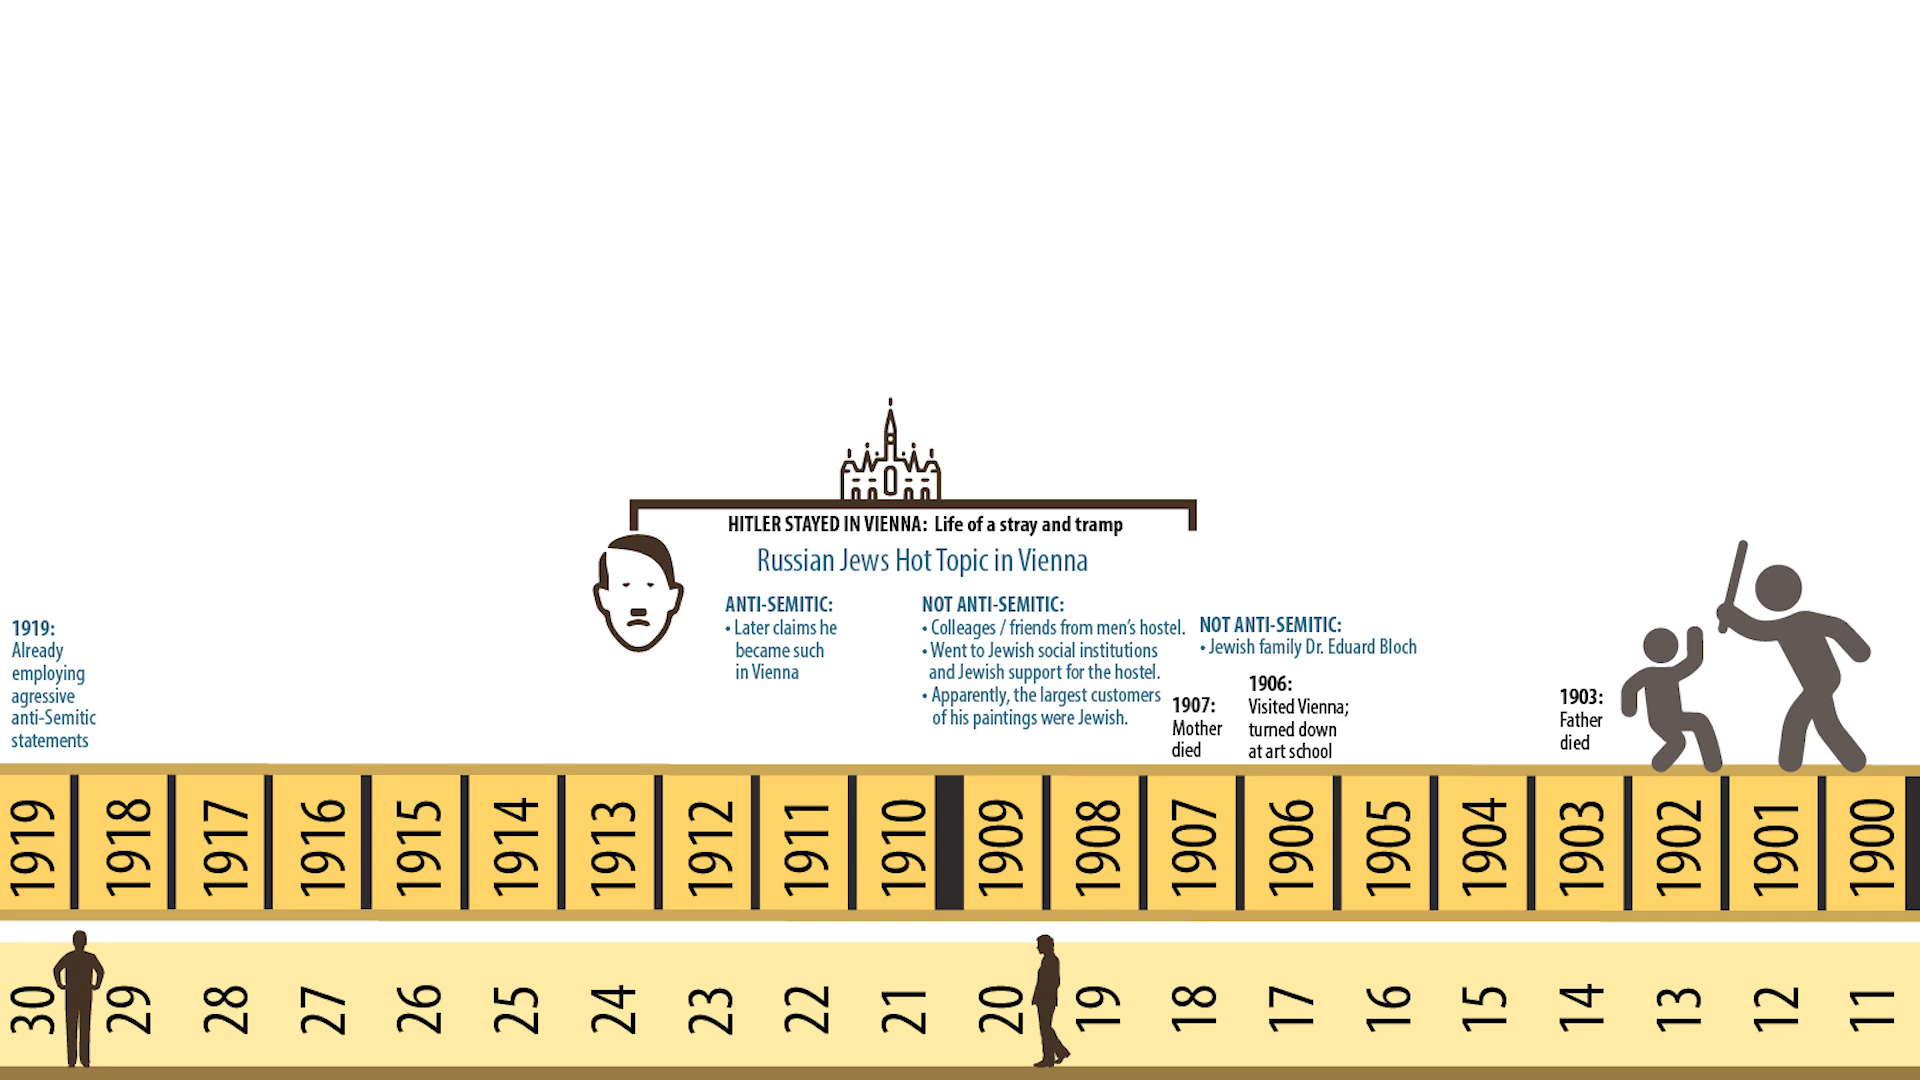 HITLER STAYED IN VIENNA: Life of a stray and tramp
Russian Jews Hot Topic in Vienna
ANTI-SEMITIC:
• Later claims he
became such
in Vienna
NOT ANTI-SEMITIC:
• Colleages / friends from men's hostel.
• Went to Jewish social institutions
and Jewish support for the hostel.
• Apparently, the largest customers
of his paintings were Jewish.
NOT ANTI-SEMITIC:
• Jewish family Dr. Eduard Bloch
1919:
Already
employing
agressive
anti-Semitic
statements
1907:
Mother
died
1906:
Visited Vienna;
turned down
at art school
1903:
Father
died
1919 1918 1917 1916 1915 1914 1913 1912 1911 1910 1909 1908 1907 1906 1905 1904 1903 1902 1901 1900
30 29 28 27 26 25 24 23 22 21 20 19 18 17 16 15 14 13 12 11